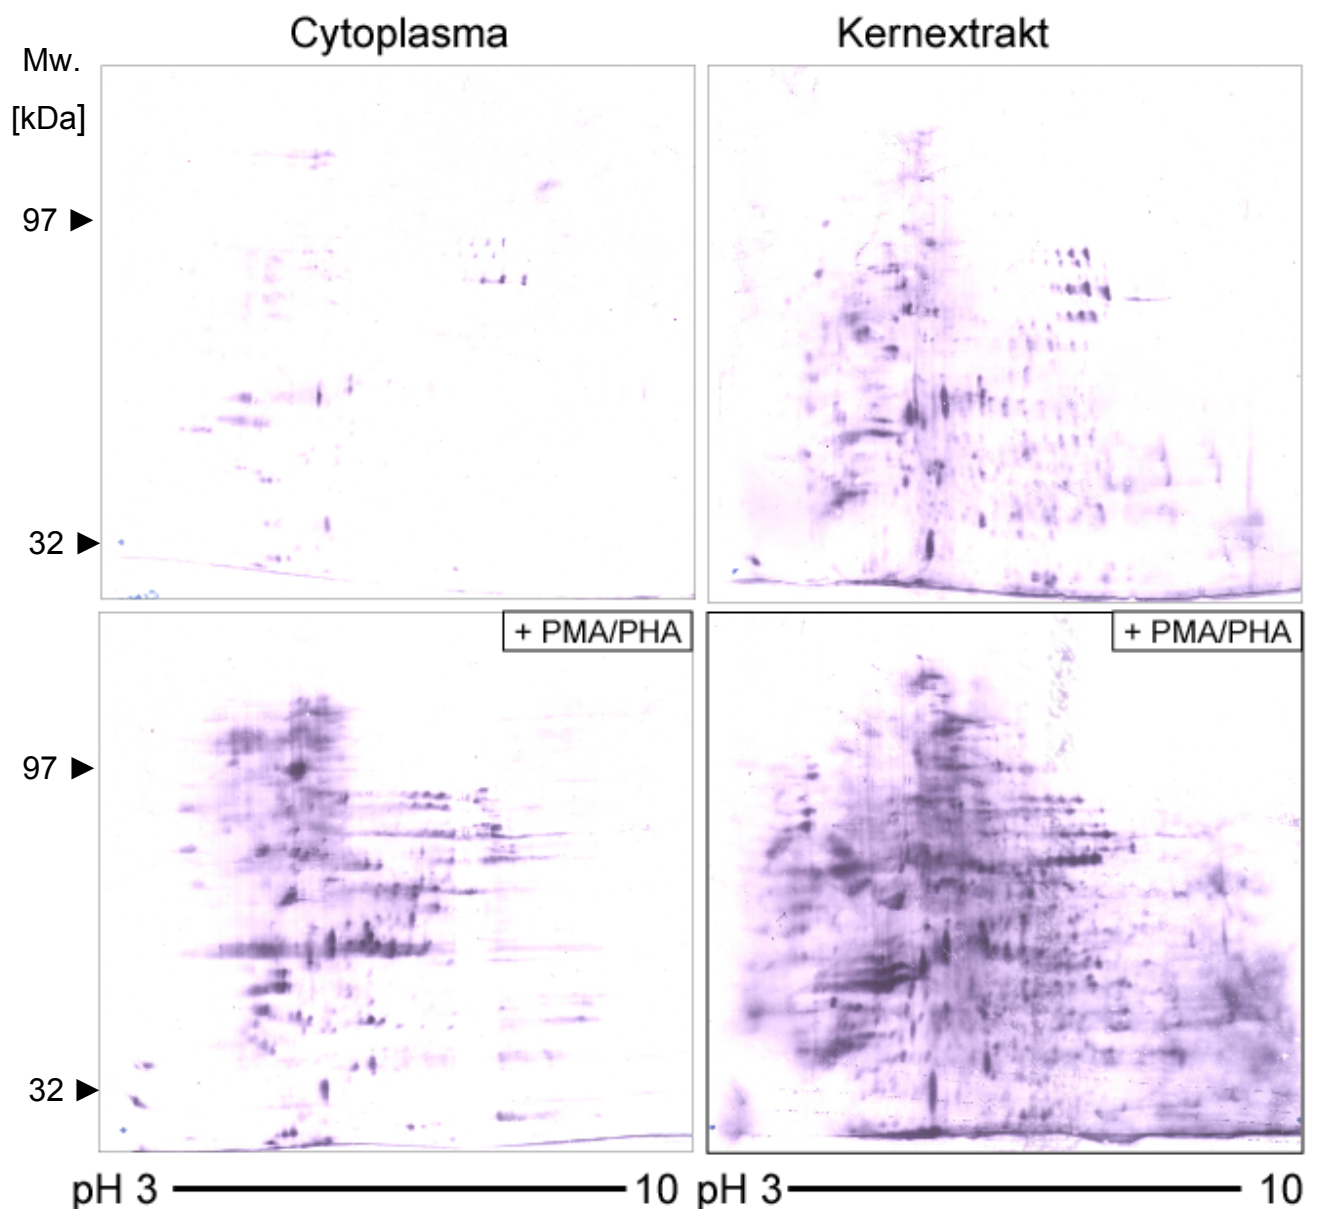 Cytoplasma
Kernextrakt
Mw.
[kDa]
97
32
+ PMA/PHA
+ PMA/PHA
97
32
pH 3
10
pH 3
10